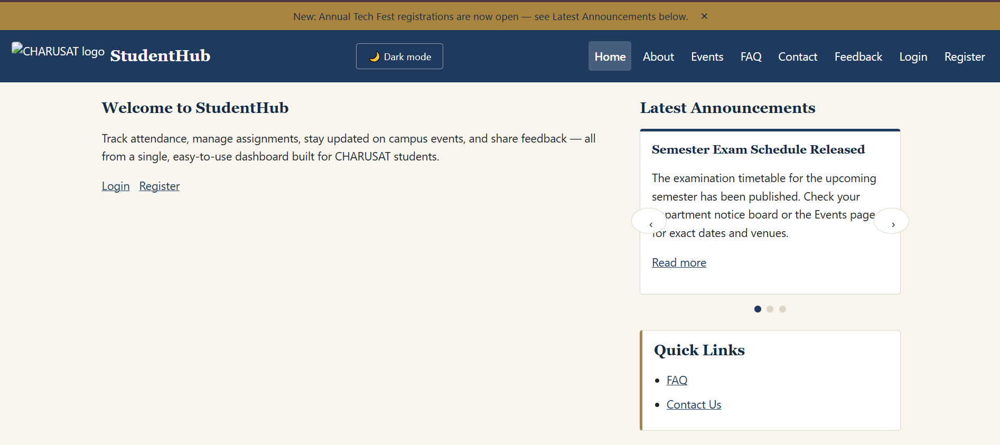 New: Annual Tech Fest registrations are now open — see Latest Announcements below. ✕
CHARUSAT logo StudentHub
🌙 Dark mode
Home About Events FAQ Contact Feedback Login Register
Welcome to StudentHub
Track attendance, manage assignments, stay updated on campus events, and share feedback — all
from a single, easy-to-use dashboard built for CHARUSAT students.
Login Register
Latest Announcements
Semester Exam Schedule Released
The examination timetable for the upcoming
semester has been published. Check your
partment notice board or the Events page
for exact dates and venues.
‹ ›
Read more
Quick Links
• FAQ
• Contact Us